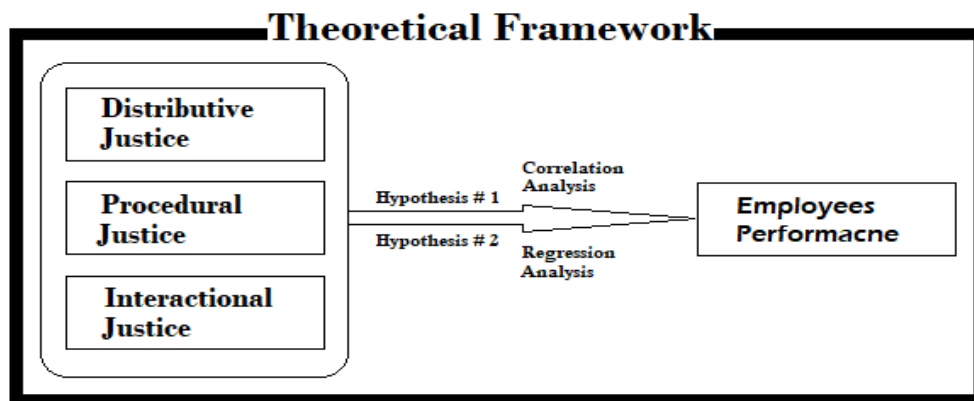 Theoretical Framework
Distributive
Justice
Procedural
Justice
Interactional
Justice
Hypothesis # 1
Hypothesis # 2
Correlation
Analysis
Regression
Analysis
Employees
Performacne